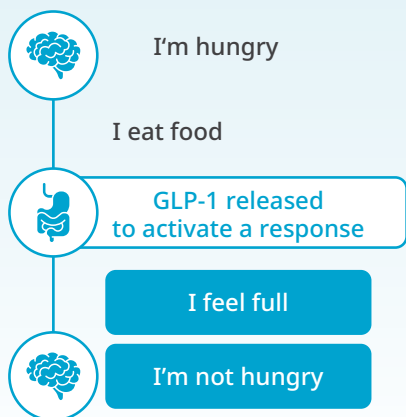 I‘m hungry
I eat food
GLP-1 released
to activate a response
I feel full
I’m not hungry